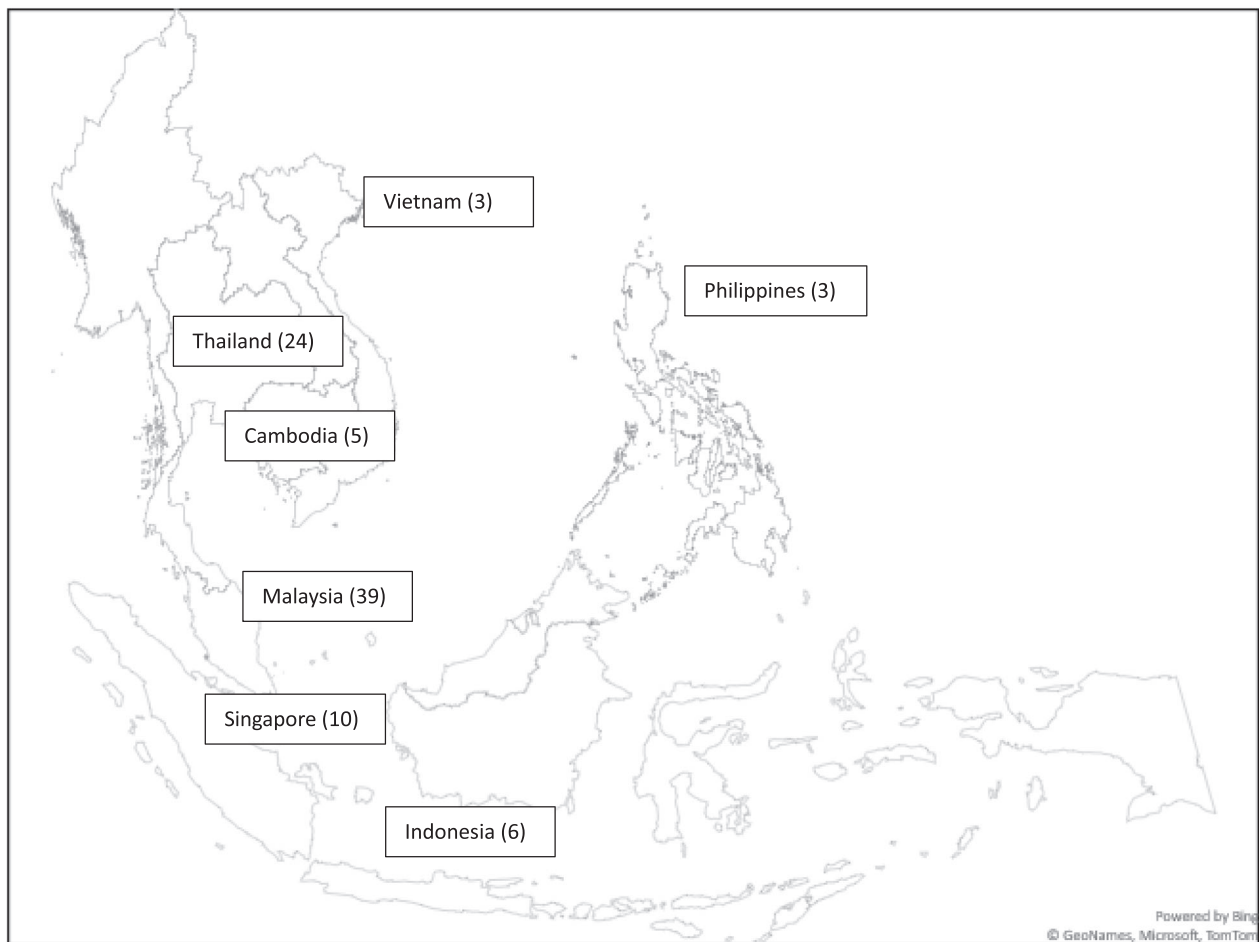 Vietnam (3)
Philippines (3)
Thailand (24)
Cambodia (5)
Malaysia (39)
Singapore (10)
Indonesia (6)
Powered by Bing
© GeoNames, Microsoft, TomTom